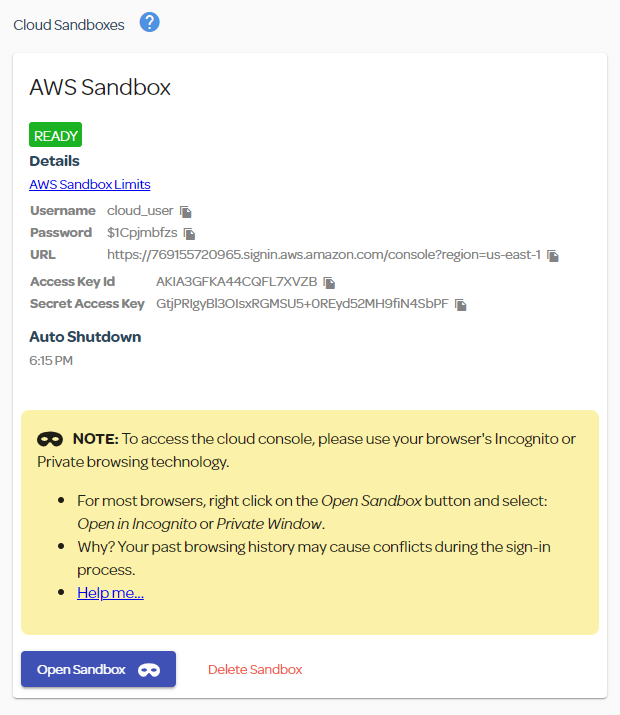 Cloud Sandboxes ?
AWS Sandbox
READY
Details
AWS Sandbox Limits
Username cloud_user
Password $1Cpjmbfzs
URL https://769155720965.signin.aws.amazon.com/console?region=us-east-1
Access Key Id AKIA3GFKA44CQFL7XVZB
Secret Access Key GtjPRIgyBl3OIsxRGMSU5+0REyd52MH9fiN4SbPF
Auto Shutdown
6:15 PM
NOTE: To access the cloud console, please use your browser's Incognito or
Private browsing technology.
• For most browsers, right click on the Open Sandbox button and select:
Open in Incognito or Private Window.
• Why? Your past browsing history may cause conflicts during the sign-in
process.
• Help me...
Open Sandbox
Delete Sandbox